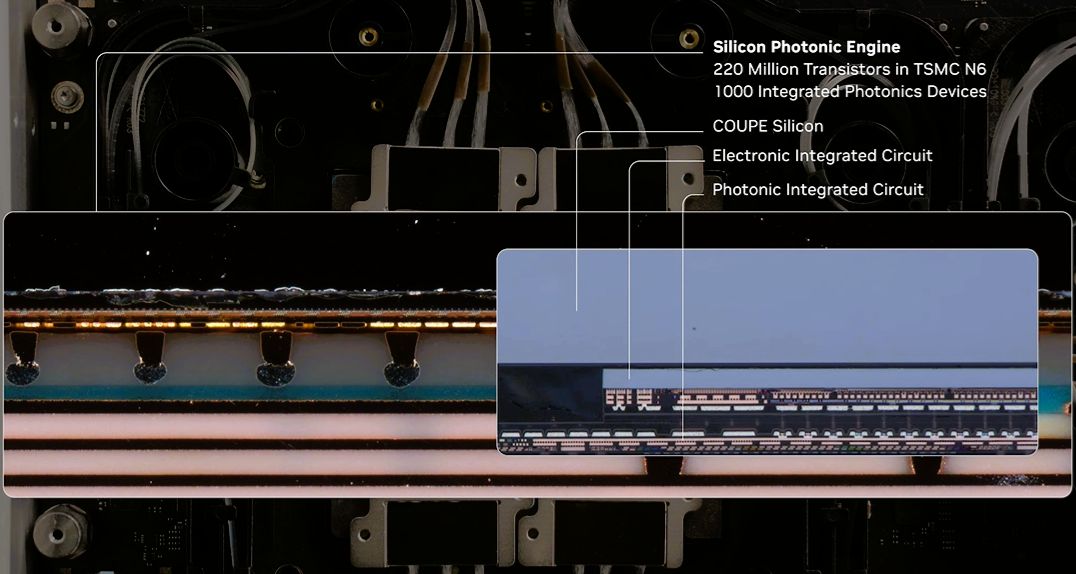 Silicon Photonic Engine
220 Million Transistors in TSMC N6
1000 Integrated Photonics Devices
COUPE Silicon
Electronic Integrated Circuit
Photonic Integrated Circuit